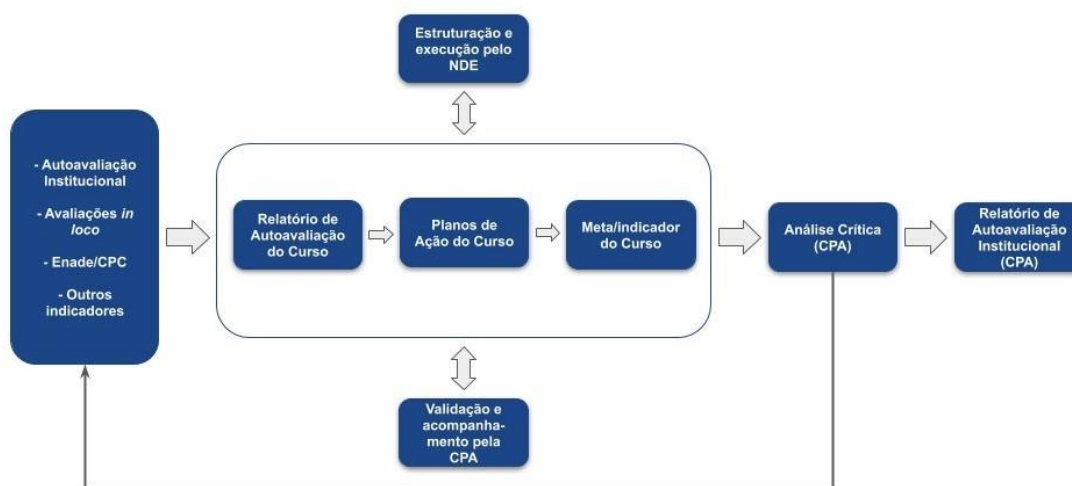 Estruturação e
execução pelo
NDE
- Autoavaliação
Institucional
- Avaliações in
loco
- Enade/CPC
- Outros
indicadores
Relatório de
Autoavaliação
do Curso
Planos de
Ação do Curso
Meta/indicador
do Curso
Análise Crítica
(CPA)
Relatório de
Autoavaliação
Institucional
(CPA)
Validação e
acompanha-
mento pela
CPA